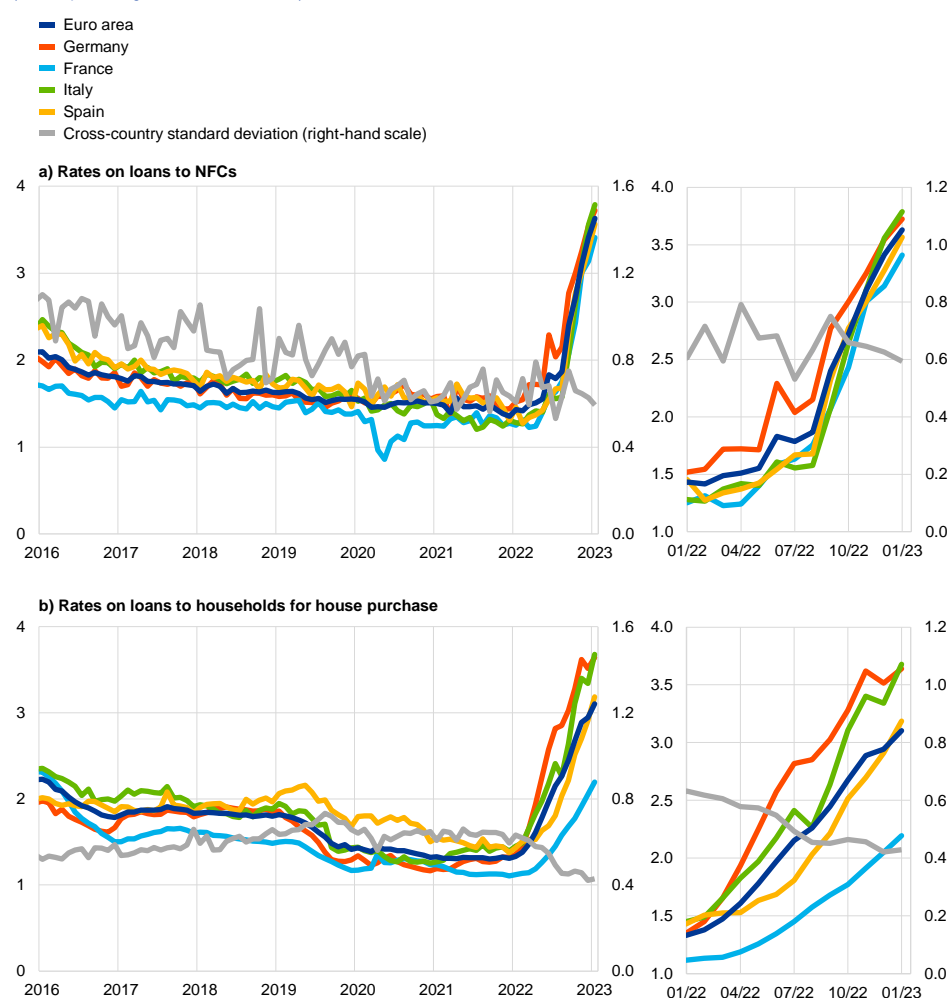 Euro area
Germany
France
Italy
Spain
Cross-country standard deviation (right-hand scale)
a) Rates on loans to NFCs
4 1.6 4.0 1.2
3.5 1.0
3 1.2
3.0 0.8
2 0.8 2.5 0.6
2.0 0.4
1 0.4
1.5 0.2
0 0.0 1.0 0.0
2016 2017 2018 2019 2020 2021 2022 2023 01/22 04/22 07/22 10/22 01/23
b) Rates on loans to households for house purchase
4 1.6 4.0 1.2
3.5 1.0
3 1.2
3.0 0.8
2 0.8 2.5 0.6
2.0 0.4
1 0.4
1.5 0.2
0 0.0 1.0 0.0
2016 2017 2018 2019 2020 2021 2022 2023 01/22 04/22 07/22 10/22 01/23